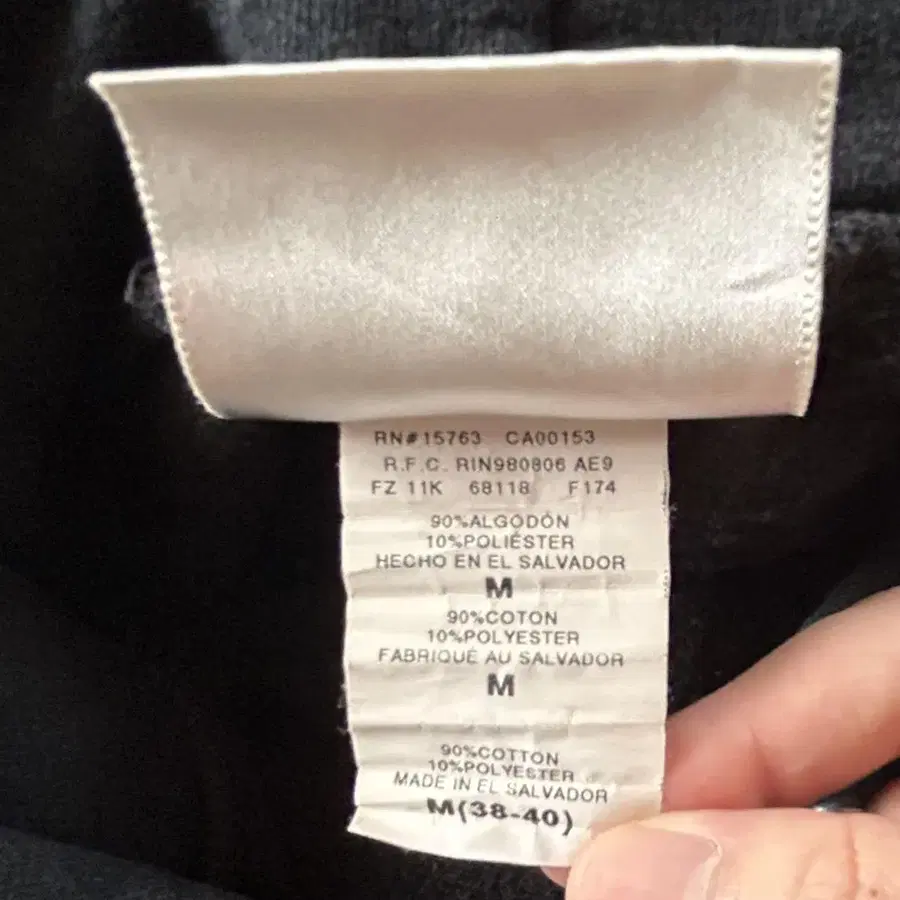 RN#15763 CA00153
R.F.C. RIN980806 AE9
FZ 11K 68118 F174
90%ALGODÓN
10%POLIÉSTER
HECHO EN EL SALVADOR
M
90%COTON
10%POLYESTER
FABRIQUÉ AU SALVADOR
M
90%COTTON
10%POLYESTER
MADE IN EL SALVADOR
M(38-40)